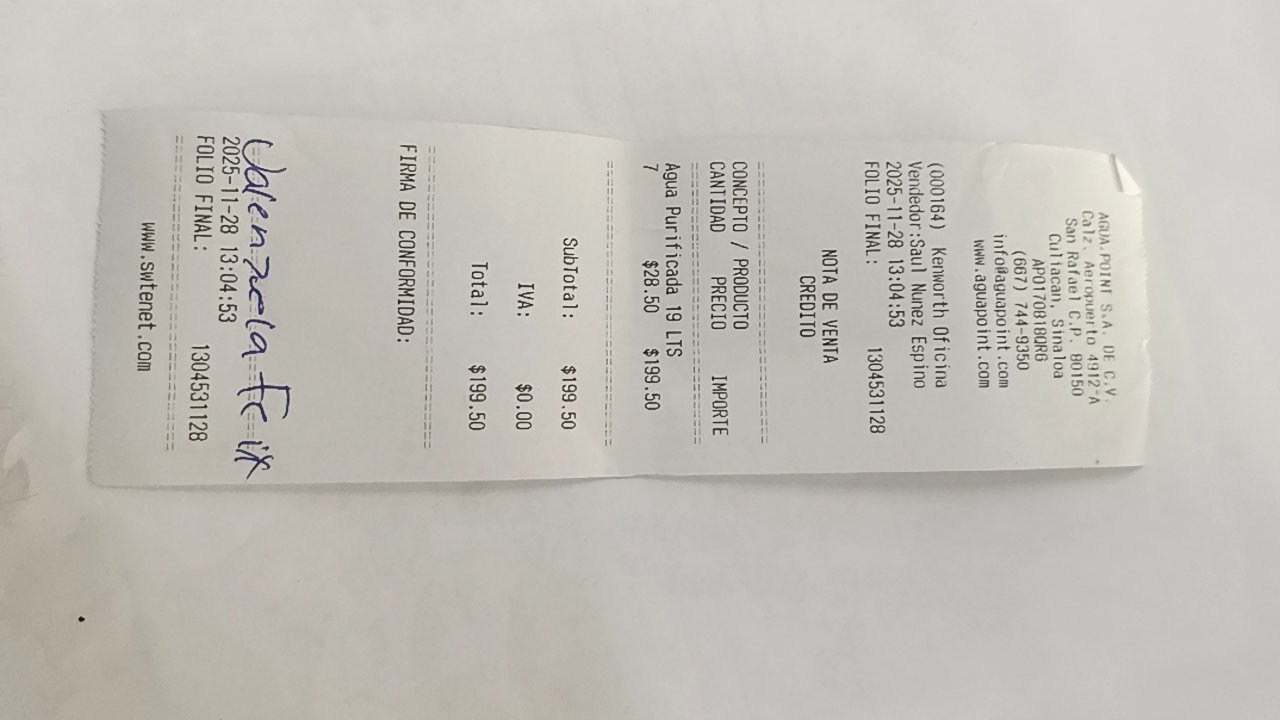 AGUA POINT S.A. DE C.V.
Calz. Aeropuerto 4912-A
San Rafael C.P. 80150
Culiacan, Sinaloa
APO170818QR6
(667) 744-9350
info@aguapoint.com
www.aguapoint.com
(000164) Kenworth Oficina
Vendedor:Saul Nunez Espino
2025-11-28 13:04:53
FOLIO FINAL: 1304531128
NOTA DE VENTA
CREDITO
CONCEPTO / PRODUCTO
CANTIDAD PRECIO IMPORTE
Agua Purificada 19 LTS
7 $28.50 $199.50
SubTotal: $199.50
IVA: $0.00
Total: $199.50
FIRMA DE CONFORMIDAD:
Valenzuela Felix
2025-11-28 13:04:53
FOLIO FINAL: 1304531128
www.swtenet.com